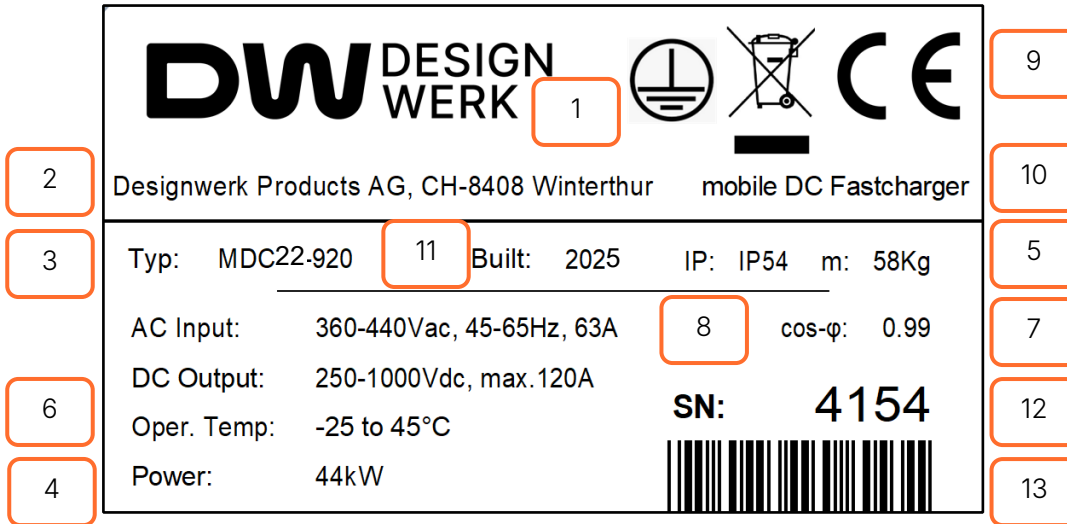 DW DESIGN
WERK
CE
1
9
2
Designwerk Products AG, CH-8408 Winterthur
mobile DC Fastcharger
10
3
Typ: MDC22-920
11
Built: 2025
IP: IP54
m: 58Kg
5
AC Input: 360-440Vac, 45-65Hz, 63A
8
cos-φ: 0.99
7
DC Output: 250-1000Vdc, max.120A
6
SN: 4154
12
Oper. Temp: -25 to 45°C
4
Power: 44kW
13